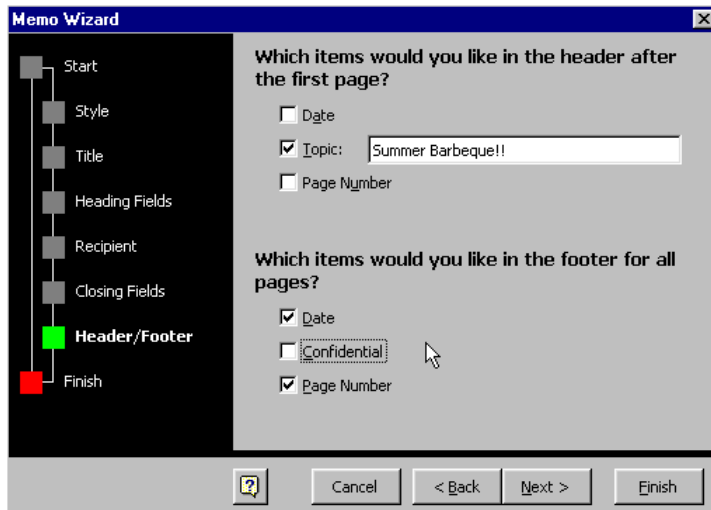 Memo Wizard
Start
Style
Title
Heading Fields
Recipient
Closing Fields
Header/Footer
Finish
Which items would you like in the header after
the first page?
Date
Topic: Summer Barbeque!!
Page Number
Which items would you like in the footer for all
pages?
Date
Confidential
Page Number
Cancel < Back Next > Finish